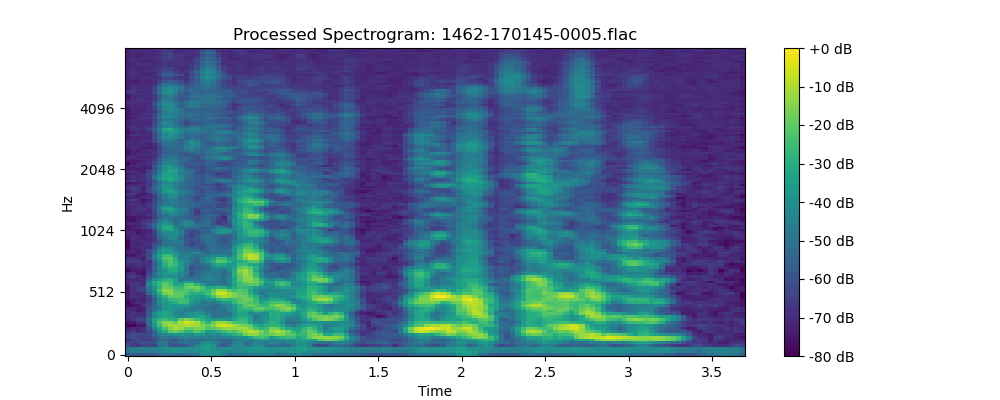 Processed Spectrogram: 1462-170145-0005.flac
Hz
4096
2048
1024
512
0
0
0.5
1
1.5
2
2.5
3
3.5
Time
+0 dB
-10 dB
-20 dB
-30 dB
-40 dB
-50 dB
-60 dB
-70 dB
-80 dB